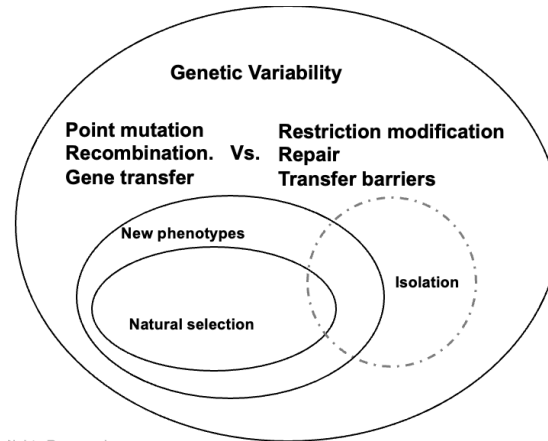 Genetic Variability
Point mutation
Recombination. Vs.
Gene transfer
Restriction modification
Repair
Transfer barriers
New phenotypes
Isolation
Natural selection